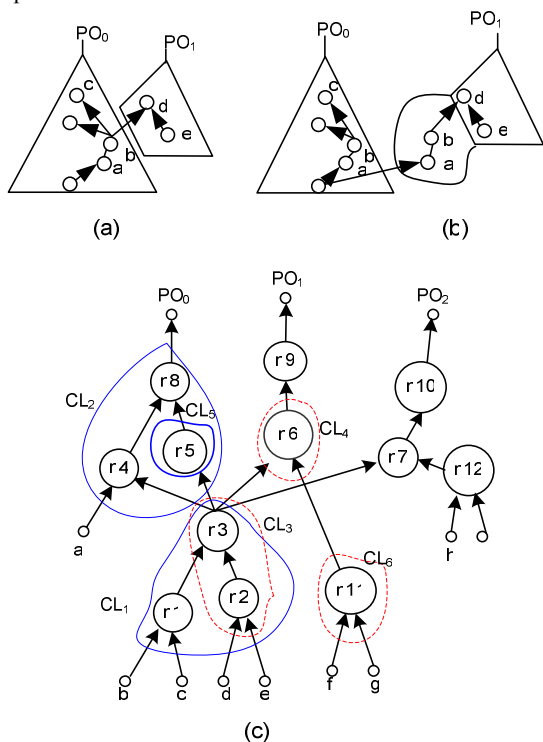 PO0 PO1 PO0 PO1
c d b a e
c d b a b a e
(a) (b)
PO0 PO1 PO2
r8 r9 r10
CL2 CL5 CL4
r4 r5 r6 r7 r12
a r3 CL3
CL1 r2 r1 CL6
b c d e f g
(c)